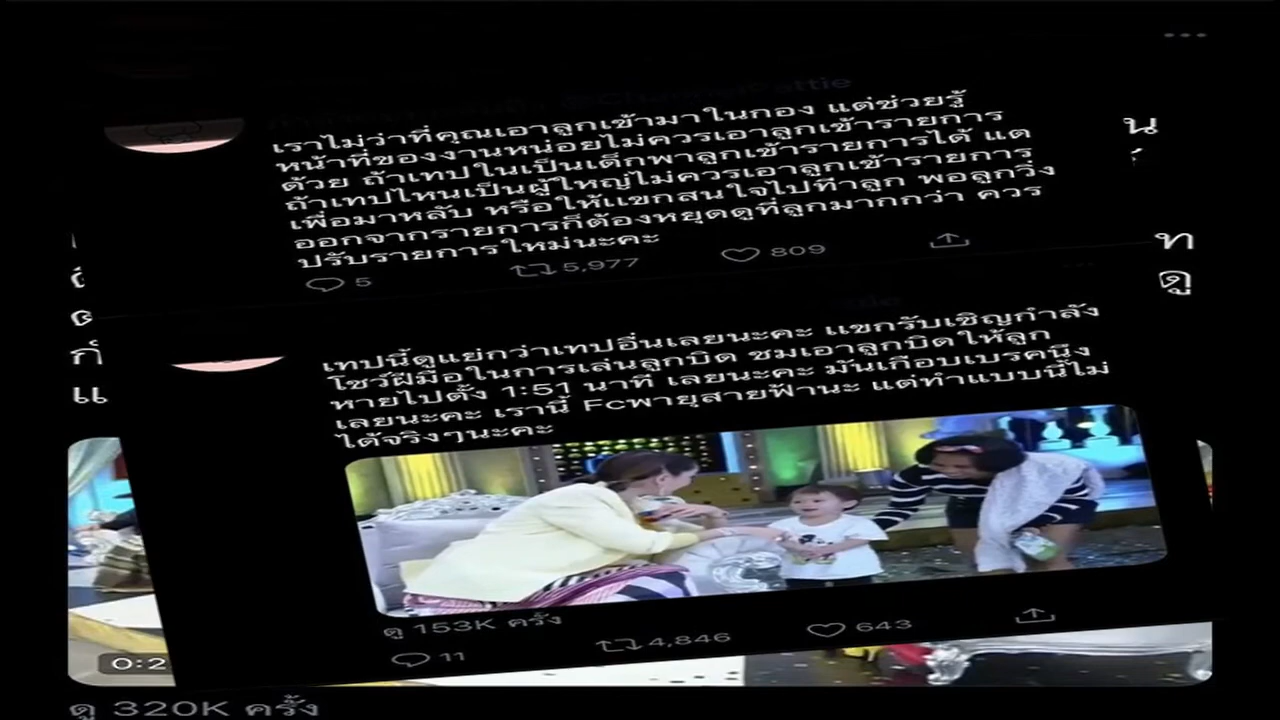 เราไม่ว่าที่คุณเอาลูกเข้ามาในกอง แต่ช่วยรู้
หน้าที่ของงานหน่อยไม่ควรเอาลูกเข้ารายการ
ด้วย ถ้าเทปในเป็นเด็กพาลูกเข้ารายการได้ แต่
ถ้าเทปไหนเป็นผู้ใหญ่ไม่ควรเอาลูกเข้ารายการ
เพื่อมาหลับ หรือให้แขกสนใจไปที่าลูก พอลูกวิ่ง
ออกจากรายการก็ต้องหยุดดูที่ลูกมากกว่า ควร
ปรับรายการใหม่นะคะ
5 5,977 809
เทปนี้ดูแย่กว่าเทปอื่นเลยนะคะ แขกรับเชิญกำลัง
โชว์ฝีมือในการเล่นลูกบิด ชมเอาลูกบิดให้ลูก
หายไปตั้ง 1:51 นาที เลยนะคะ มันเกือบเบรคนึง
เลยนะคะ เรานี้ Fcพายุสายฟ้านะ แต่ทำแบบนี้ไม่
ได้จริงๆนะคะ
ดู 153K ครั้ง
11 4,846 643
0:2
ดู 320K ครั้ง